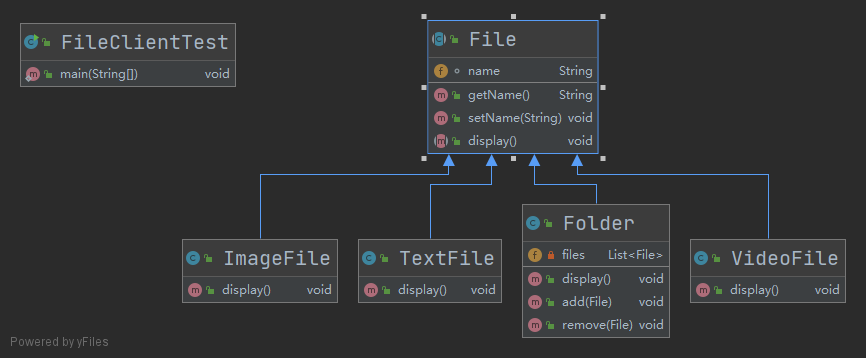 FileClientTest
main(String[]) void
File
name String
getName() String
setName(String) void
display() void
ImageFile
display() void
TextFile
display() void
Folder
files List<File>
display() void
add(File) void
remove(File) void
VideoFile
display() void
Powered by yFiles